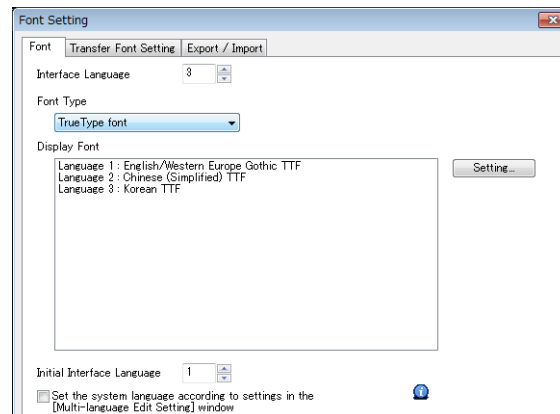 Font Setting
Font
Transfer Font Setting
Export / Import
Interface Language
3
Font Type
TrueType font
Display Font
Language 1 : English/Western Europe Gothic TTF
Language 2 : Chinese (Simplified) TTF
Language 3 : Korean TTF
Setting...
Initial Interface Language
1
Set the system language according to settings in the
[Multi-language Edit Setting] window